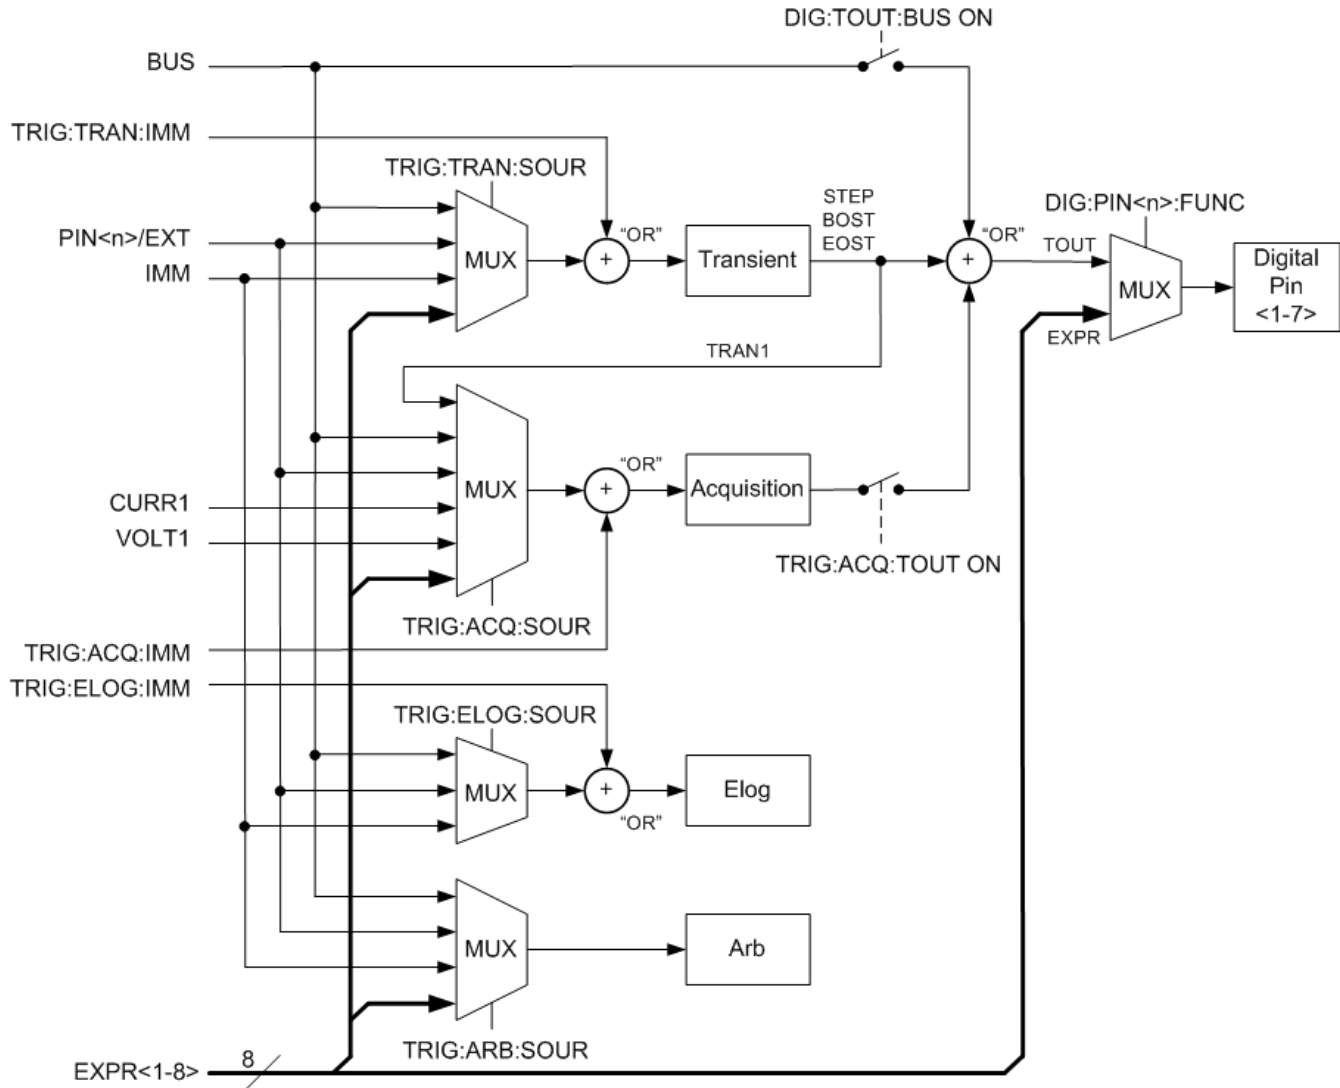 DIG:TOUT:BUS ON
BUS
TRIG:TRAN:IMM
TRIG:TRAN:SOUR
STEP
BOST
EOST
DIG:PIN<n>:FUNC
PIN<n>/EXT
"OR"
"OR"
TOUT
IMM
MUX
+
Transient
+
MUX
Digital
Pin
<1-7>
EXPR
TRAN1
"OR"
CURR1
MUX
+
Acquisition
VOLT1
TRIG:ACQ:TOUT ON
TRIG:ACQ:SOUR
TRIG:ACQ:IMM
TRIG:ELOG:IMM
TRIG:ELOG:SOUR
MUX
+
Elog
"OR"
MUX
Arb
TRIG:ARB:SOUR
8
EXPR<1-8>